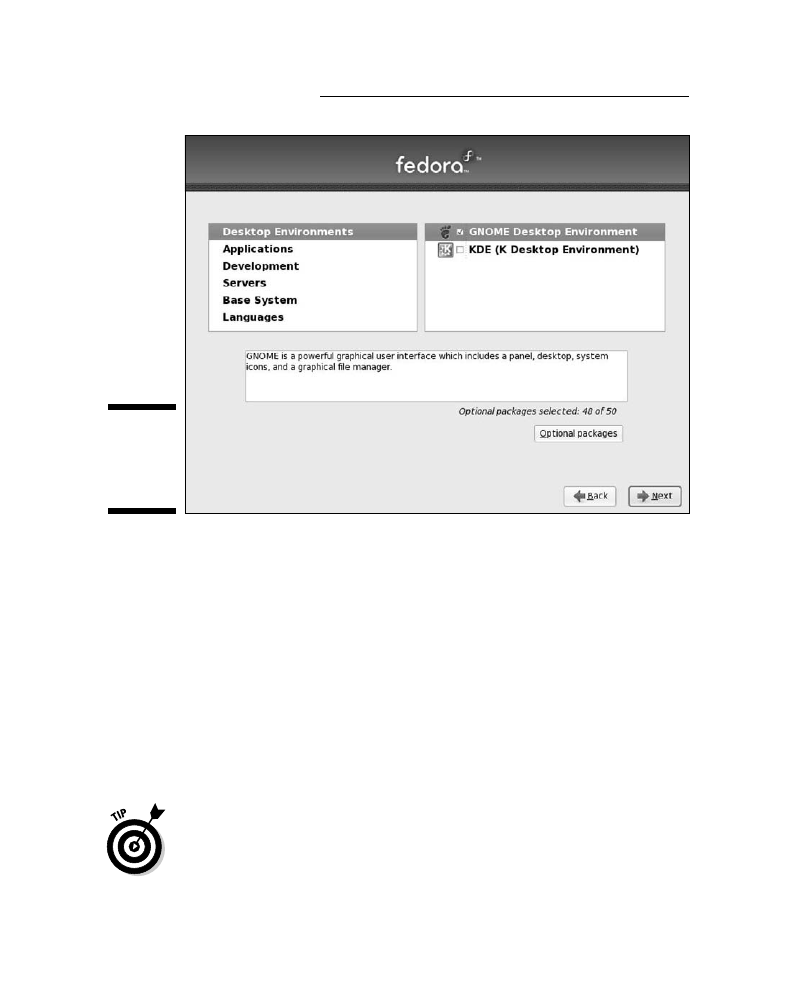 fedora f ™
™
Desktop Environments
Applications
Development
Servers
Base System
Languages
GNOME Desktop Environment
KDE (K Desktop Environment)
GNOME is a powerful graphical user interface which includes a panel, desktop, system
icons, and a graphical file manager.
Optional packages selected: 48 of 50
Optional packages
Back
Next
TIP